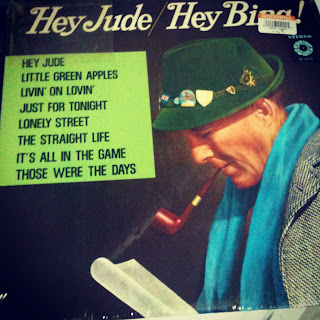 Hey Jude/Hey Bing!
STEREO
HEY JUDE
LITTLE GREEN APPLES
LIVIN' ON LOVIN'
JUST FOR TONIGHT
LONELY STREET
THE STRAIGHT LIFE
IT'S ALL IN THE GAME
THOSE WERE THE DAYS